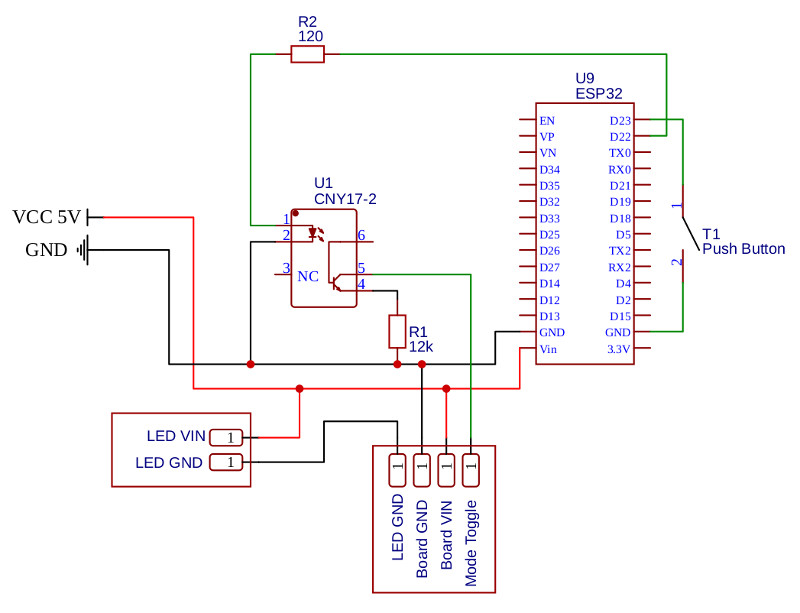 R2
120
U9
ESP32
EN
VP
VN
D34
D35
D32
D33
D25
D26
D27
D14
D12
D13
GND
Vin
D23
D22
TX0
RX0
D21
D19
D18
D5
TX2
RX2
D4
D2
D15
GND
3.3V
U1
CNY17-2
1
2
3
NC
6
5
4
VCC 5V
GND
1
2
T1
Push Button
R1
12k
LED VIN 1
LED GND 1
1
1
1
1
LED GND
Board GND
Board VIN
Mode Toggle